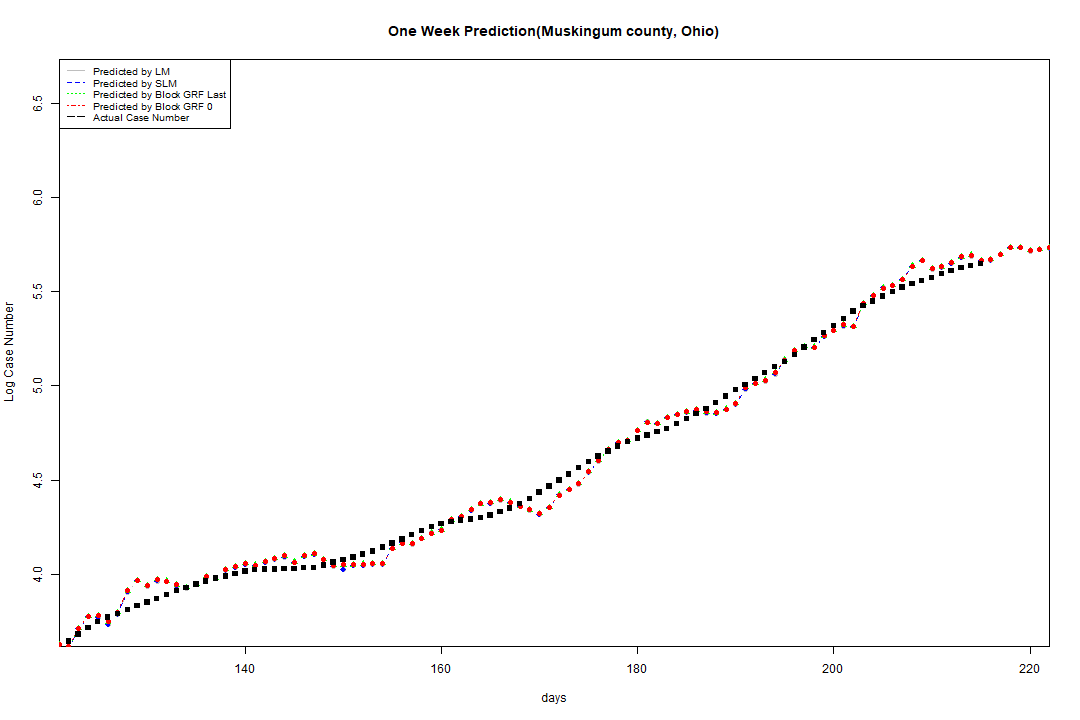 One Week Prediction(Muskingum county, Ohio)
Predicted by LM
Predicted by SLM
Predicted by Block GRF Last
Predicted by Block GRF 0
Actual Case Number
6.5
6.0
5.5
5.0
4.5
4.0
Log Case Number
140 160 180 200 220
days